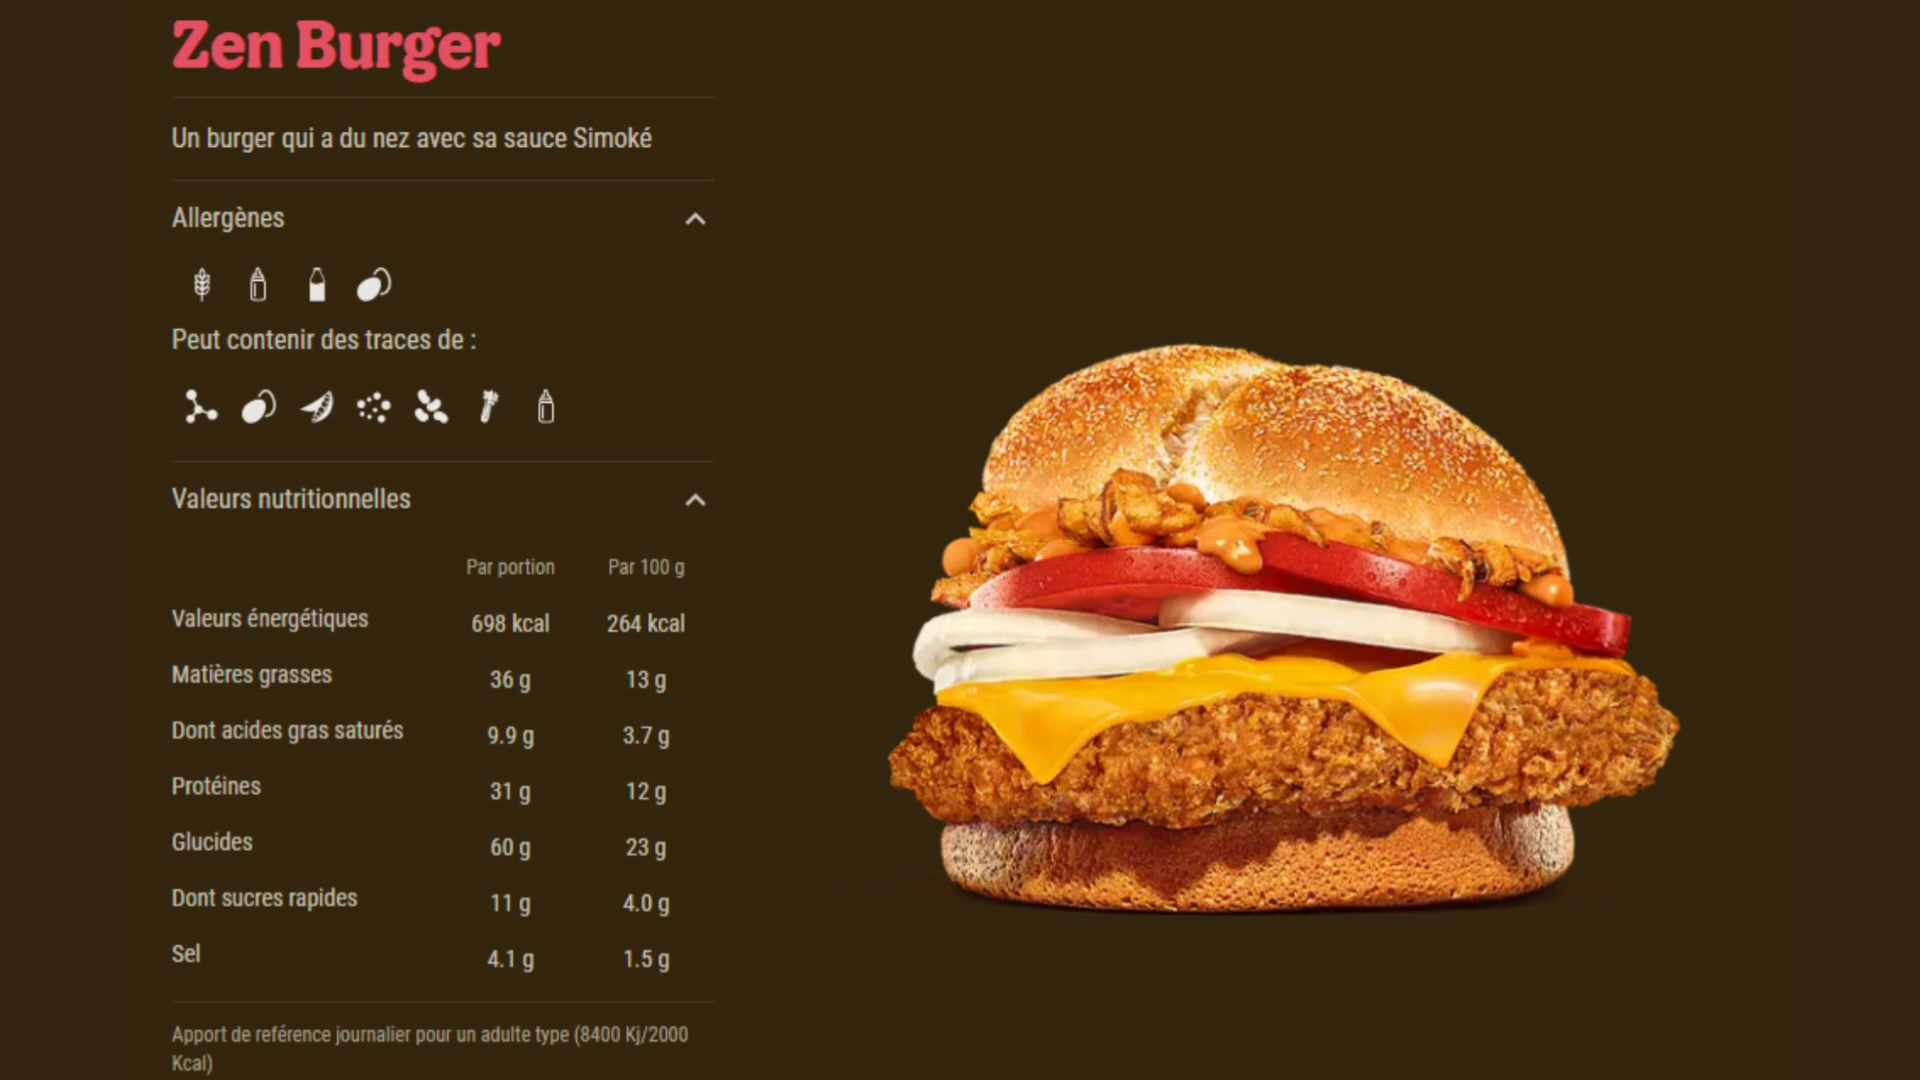 Zen Burger
Un burger qui a du nez avec sa sauce Simoké
Allergènes
Peut contenir des traces de :
Valeurs nutritionnelles
Par portion Par 100 g
Valeurs énergétiques 698 kcal 264 kcal
Matières grasses 36 g 13 g
Dont acides gras saturés 9.9 g 3.7 g
Protéines 31 g 12 g
Glucides 60 g 23 g
Dont sucres rapides 11 g 4.0 g
Sel 4.1 g 1.5 g
Apport de reférence journalier pour un adulte type (8400 Kj/2000
Kcal)